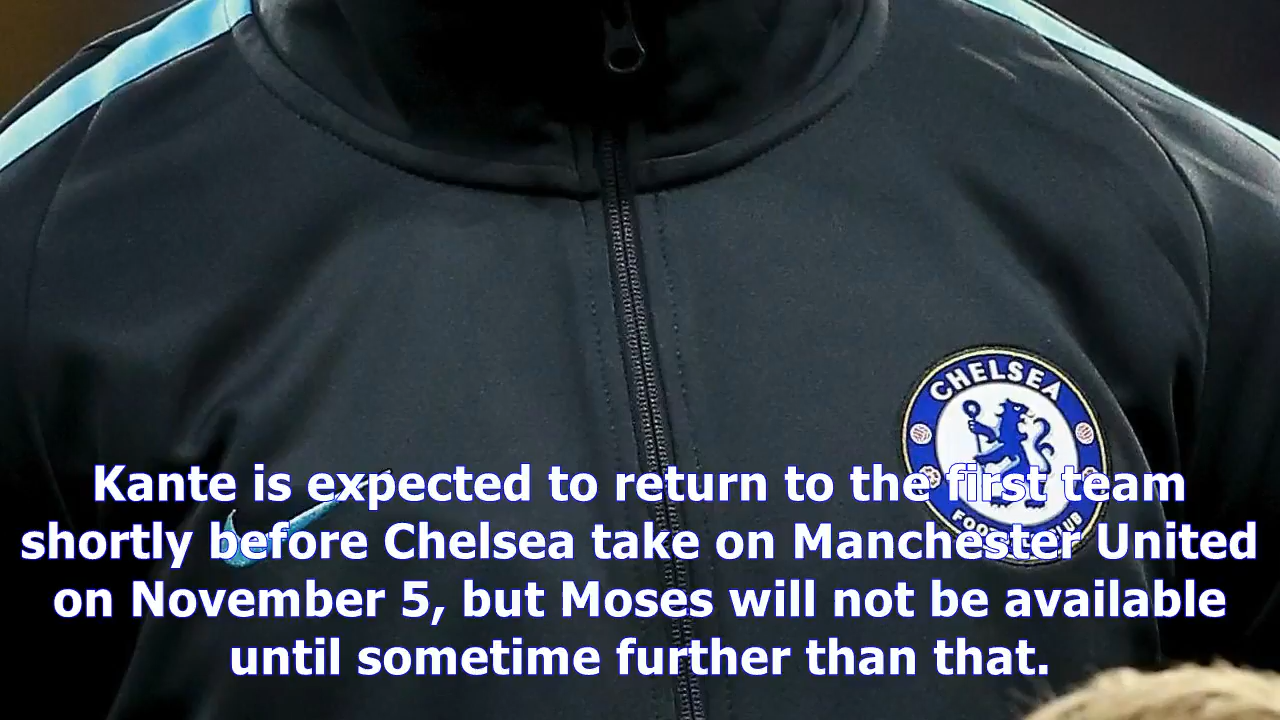 CHELSEA
FOOTBALL CLUB
Kante is expected to return to the first team
shortly before Chelsea take on Manchester United
on November 5, but Moses will not be available
until sometime further than that.